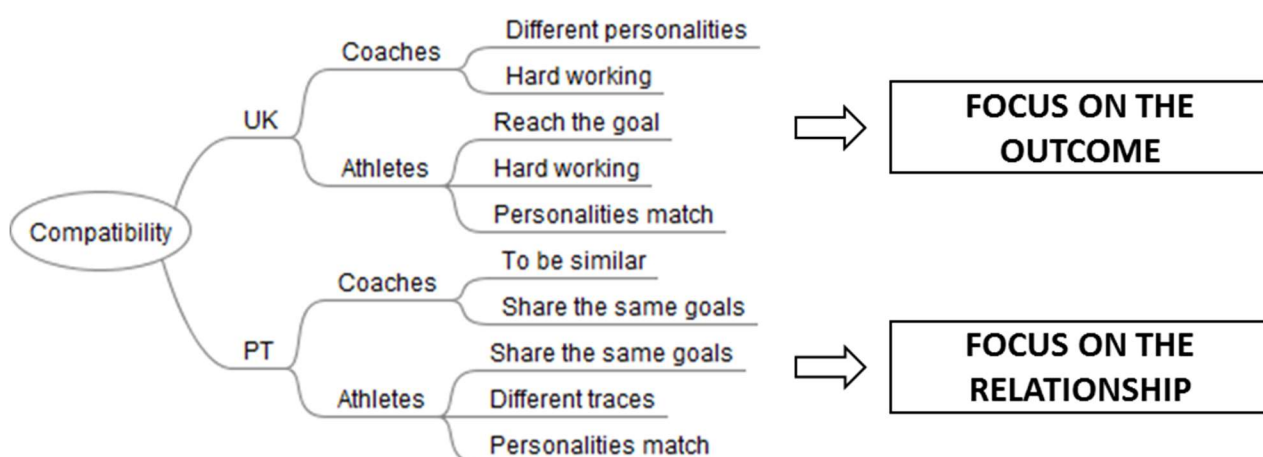 Compatibility
UK
Coaches
Different personalities
Hard working
Athletes
Reach the goal
Hard working
Personalities match
FOCUS ON THE
OUTCOME
PT
Coaches
To be similar
Share the same goals
Athletes
Share the same goals
Different traces
Personalities match
FOCUS ON THE
RELATIONSHIP